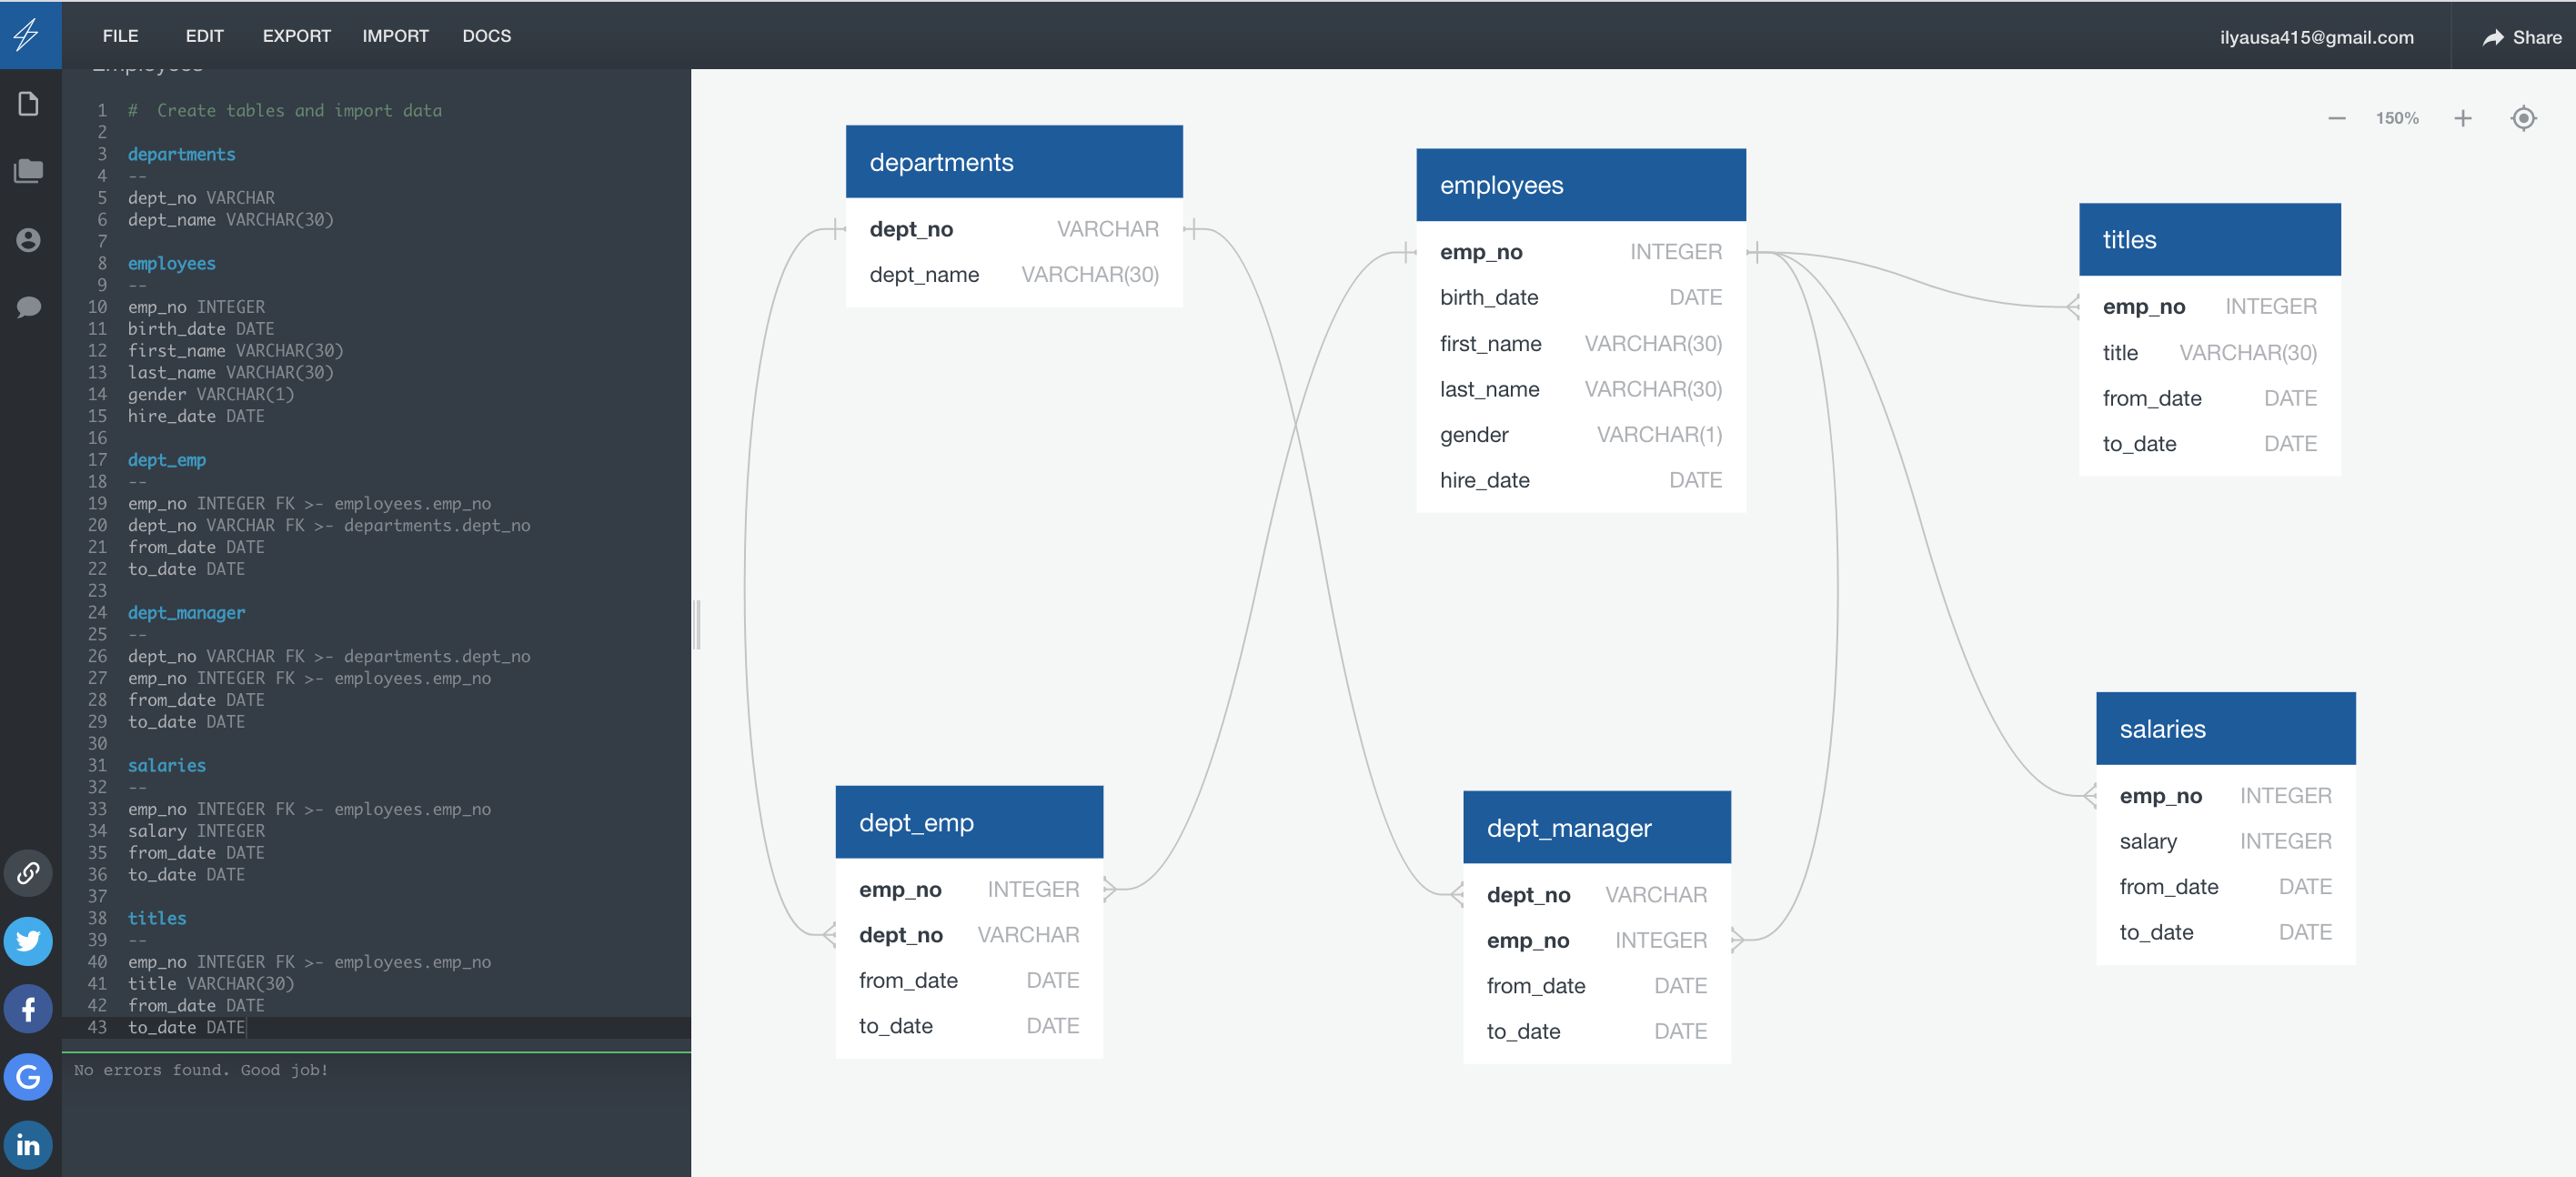 FILE EDIT EXPORT IMPORT DOCS
ilyausa415@gmail.com
Share
Employees
1 #  Create tables and import data
2
3 departments
4 --
5 dept_no VARCHAR
6 dept_name VARCHAR(30)
7
8 employees
9 --
10 emp_no INTEGER
11 birth_date DATE
12 first_name VARCHAR(30)
13 last_name VARCHAR(30)
14 gender VARCHAR(1)
15 hire_date DATE
16
17 dept_emp
18 --
19 emp_no INTEGER FK >- employees.emp_no
20 dept_no VARCHAR FK >- departments.dept_no
21 from_date DATE
22 to_date DATE
23
24 dept_manager
25 --
26 dept_no VARCHAR FK >- departments.dept_no
27 emp_no INTEGER FK >- employees.emp_no
28 from_date DATE
29 to_date DATE
30
31 salaries
32 --
33 emp_no INTEGER FK >- employees.emp_no
34 salary INTEGER
35 from_date DATE
36 to_date DATE
37
38 titles
39 --
40 emp_no INTEGER FK >- employees.emp_no
41 title VARCHAR(30)
42 from_date DATE
43 to_date DATE
No errors found. Good job!
150%
departments
dept_no VARCHAR
dept_name VARCHAR(30)
employees
emp_no INTEGER
birth_date DATE
first_name VARCHAR(30)
last_name VARCHAR(30)
gender VARCHAR(1)
hire_date DATE
titles
emp_no INTEGER
title VARCHAR(30)
from_date DATE
to_date DATE
dept_emp
emp_no INTEGER
dept_no VARCHAR
from_date DATE
to_date DATE
dept_manager
dept_no VARCHAR
emp_no INTEGER
from_date DATE
to_date DATE
salaries
emp_no INTEGER
salary INTEGER
from_date DATE
to_date DATE